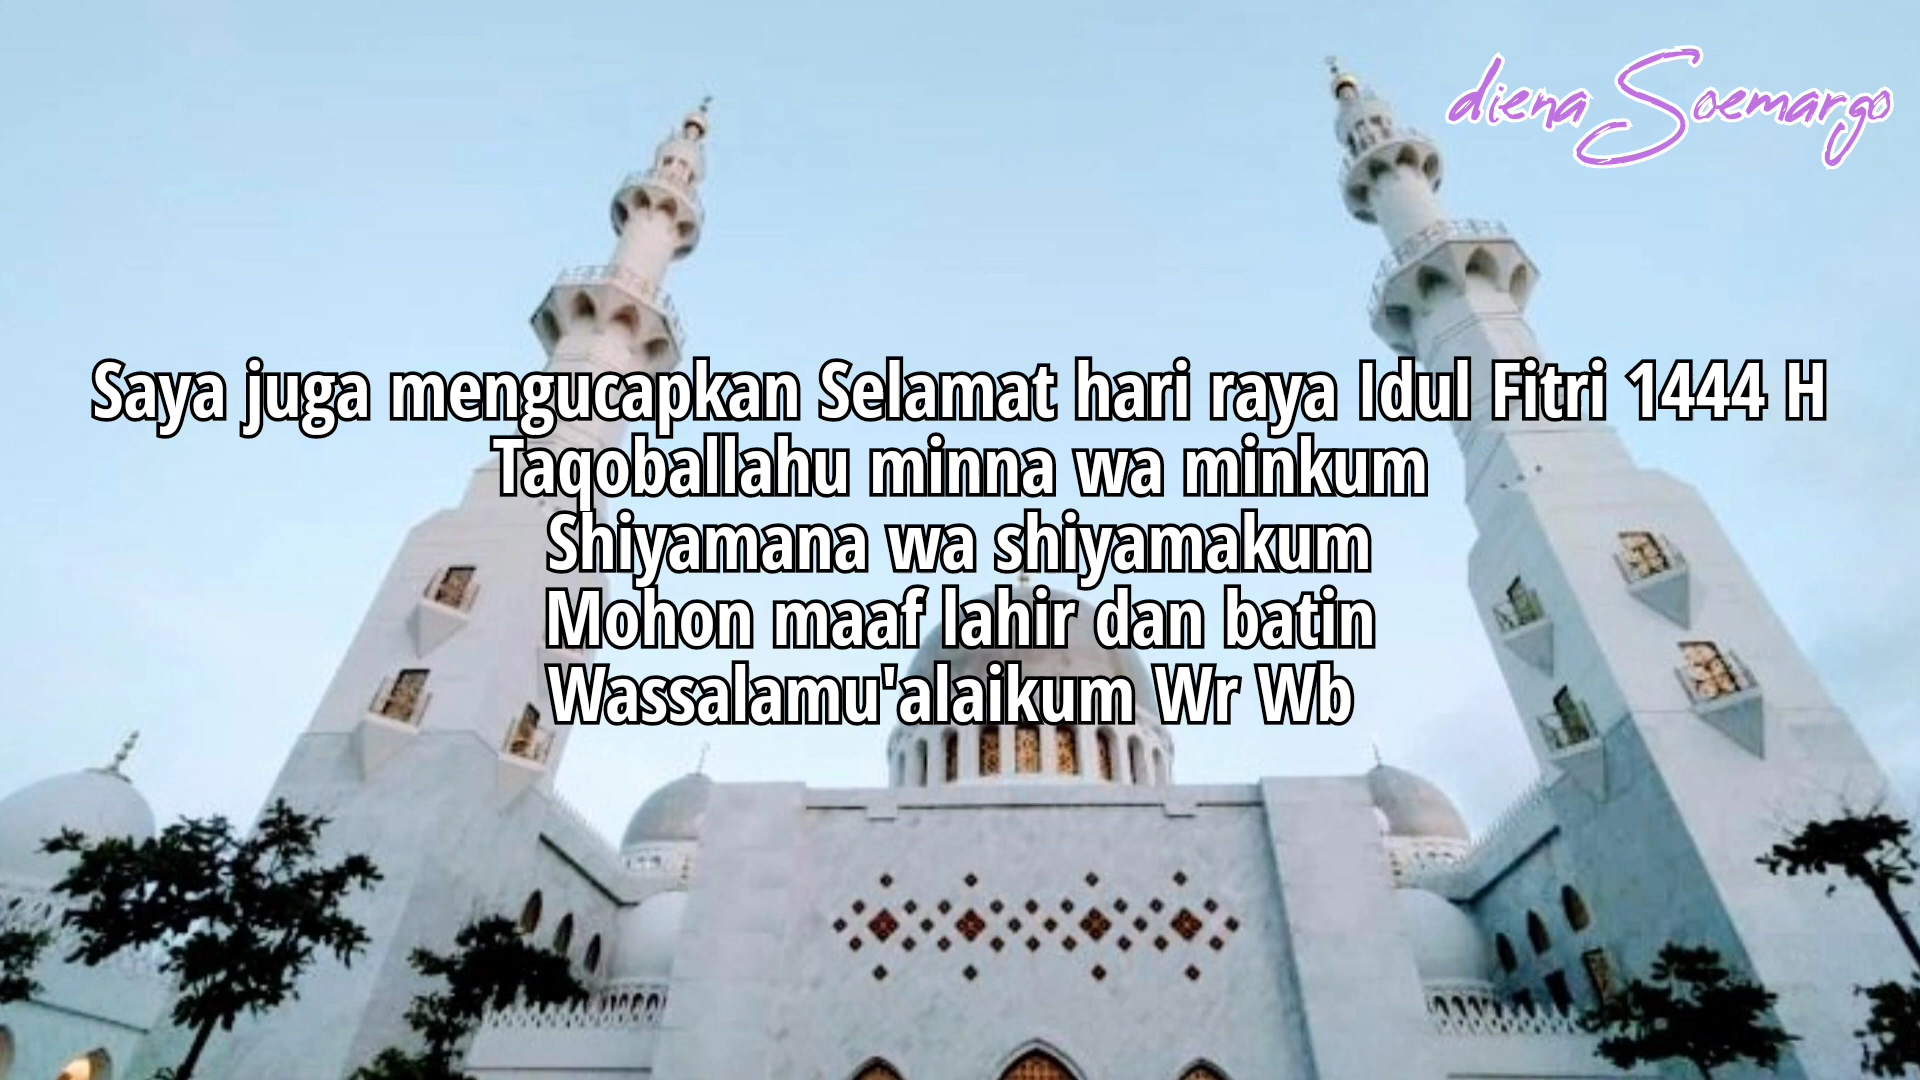 diena Soemargo
Saya juga mengucapkan Selamat hari raya Idul Fitri 1444 H
Taqoballahu minna wa minkum
Shiyamana wa shiyamakum
Mohon maaf lahir dan batin
Wassalamu'alaikum Wr Wb